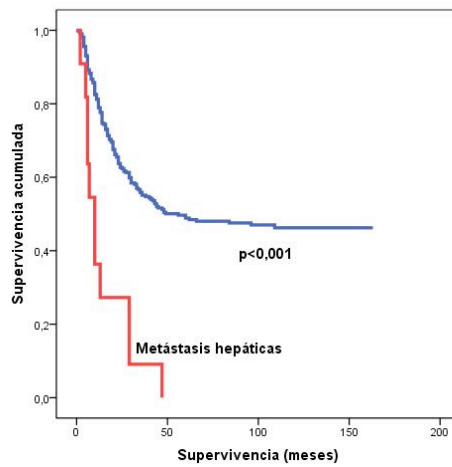 Supervivencia acumulada
1,0
0,8
0,6
0,4
0,2
0,0
p<0,001
Metástasis hepáticas
0
50
100
150
200
Supervivencia (meses)